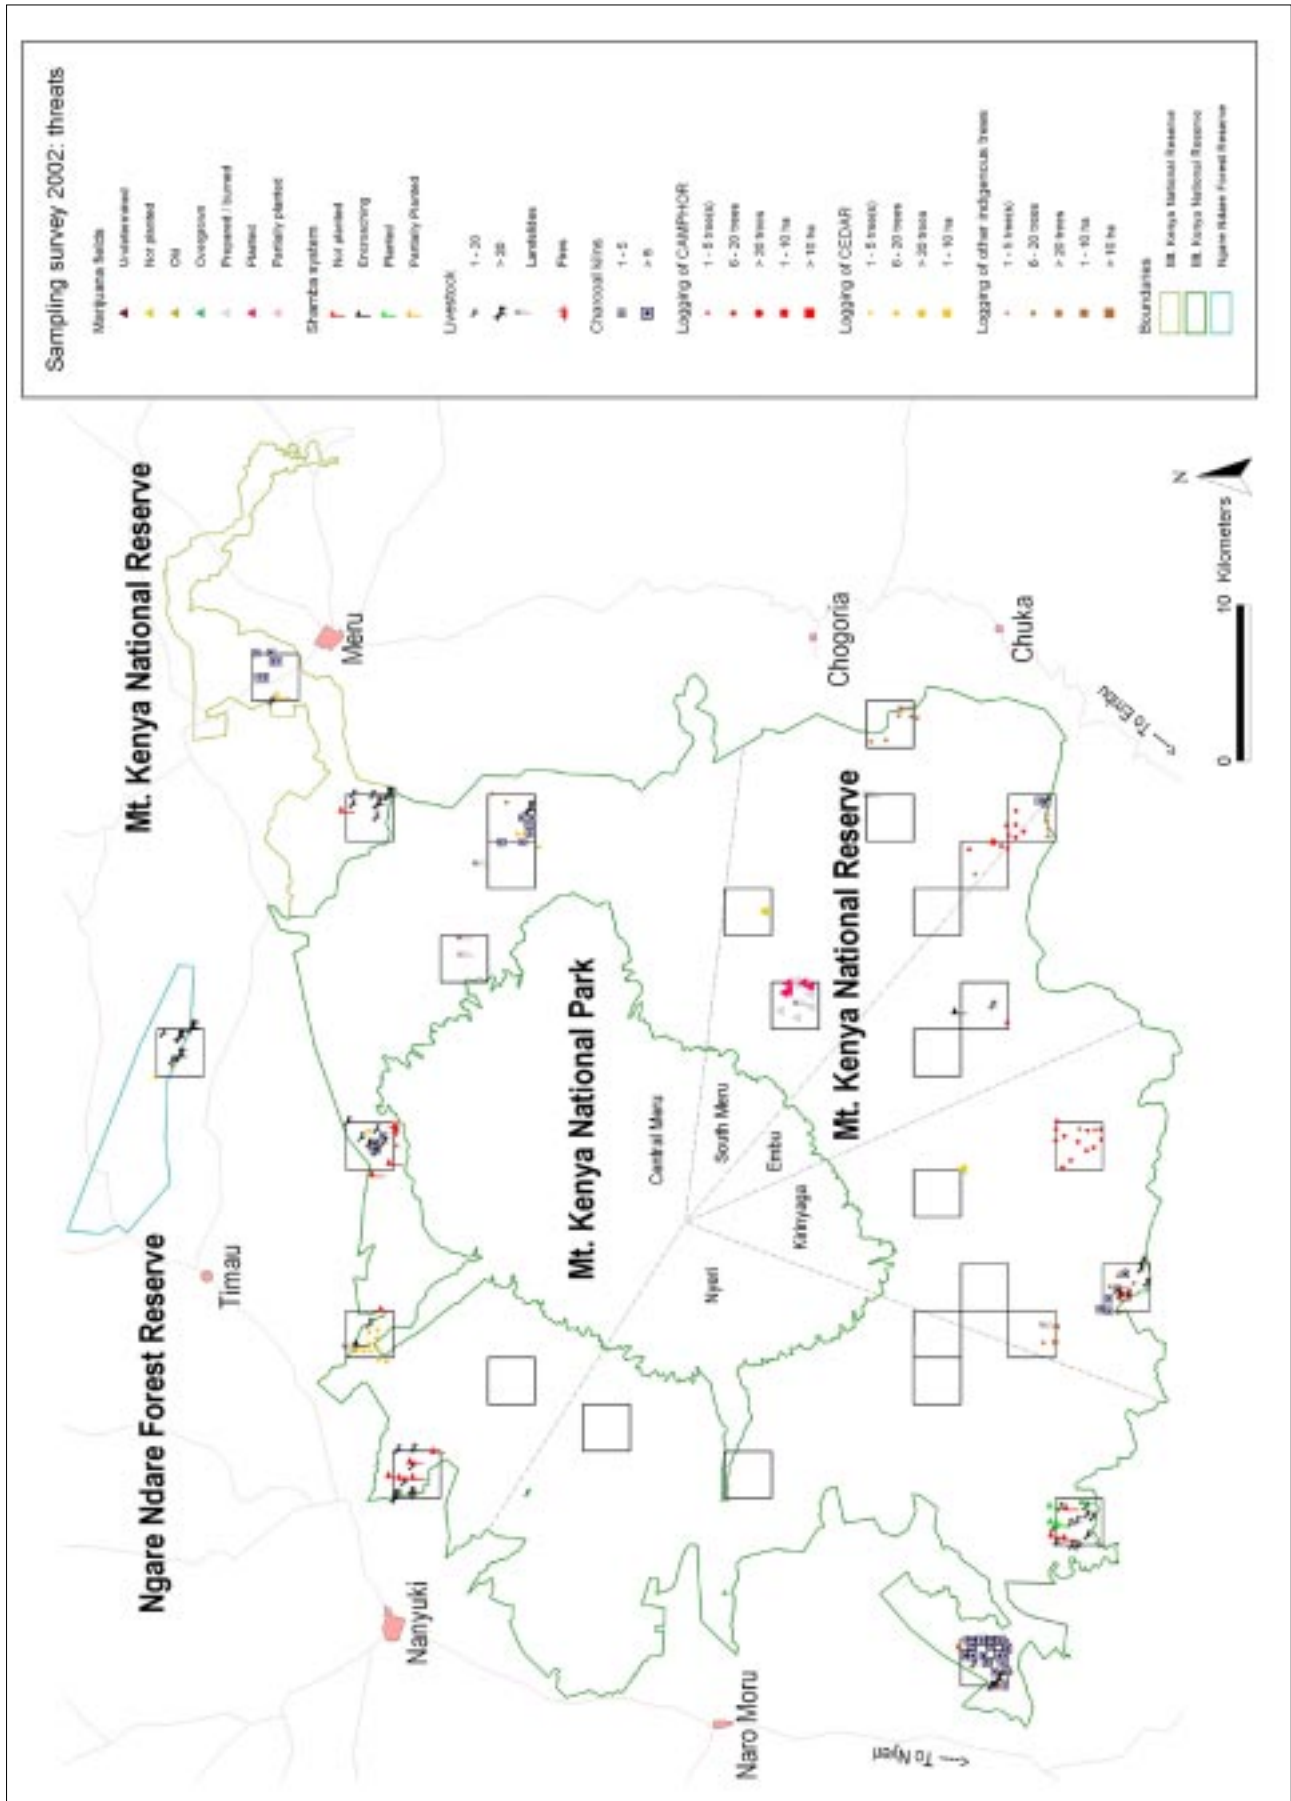 Sampling survey 2002: threats
Marijuana fields
Undetermined
Not planted
Old
Overgrown
Prepared / burned
Planted
Partially planted
Shamba system
Not planted
Encroaching
Planted
Partially Planted
Livestock
1 - 20
> 20
Landslides
Fires
Charcoal kilns
1 - 5
> 5
Logging of CAMPHOR
1 - 5 tree(s)
6 - 20 trees
> 20 trees
1 - 10 ha
> 10 ha
Logging of CEDAR
1 - 5 tree(s)
6 - 20 trees
> 20 trees
1 - 10 ha
Logging of other indigenous trees
1 - 5 tree(s)
6 - 20 trees
> 20 trees
1 - 10 ha
> 10 ha
Boundaries
Mt. Kenya National Reserve
Mt. Kenya National Reserve
Ngare Ndare Forest Reserve
Mt. Kenya National Reserve
Ngare Ndare Forest Reserve
Meru
Timau
Nanyuki
Mt. Kenya National Park
Central Meru
South Meru
Embu
Kirinyaga
Nyeri
Mt. Kenya National Reserve
Chogoria
Chuka
Naro Moru
<--- To Embu
<--- To Nyeri
N
0 10 Kilometers